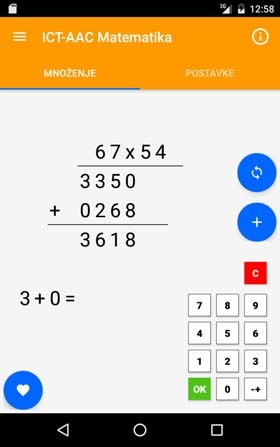 3G 12:58
ICT-AAC Matematika
MNOŽENJE POSTAVKE
67x54
3350
+ 0268
3618
3+0=
C
7 8 9
4 5 6
1 2 3
OK 0 -+